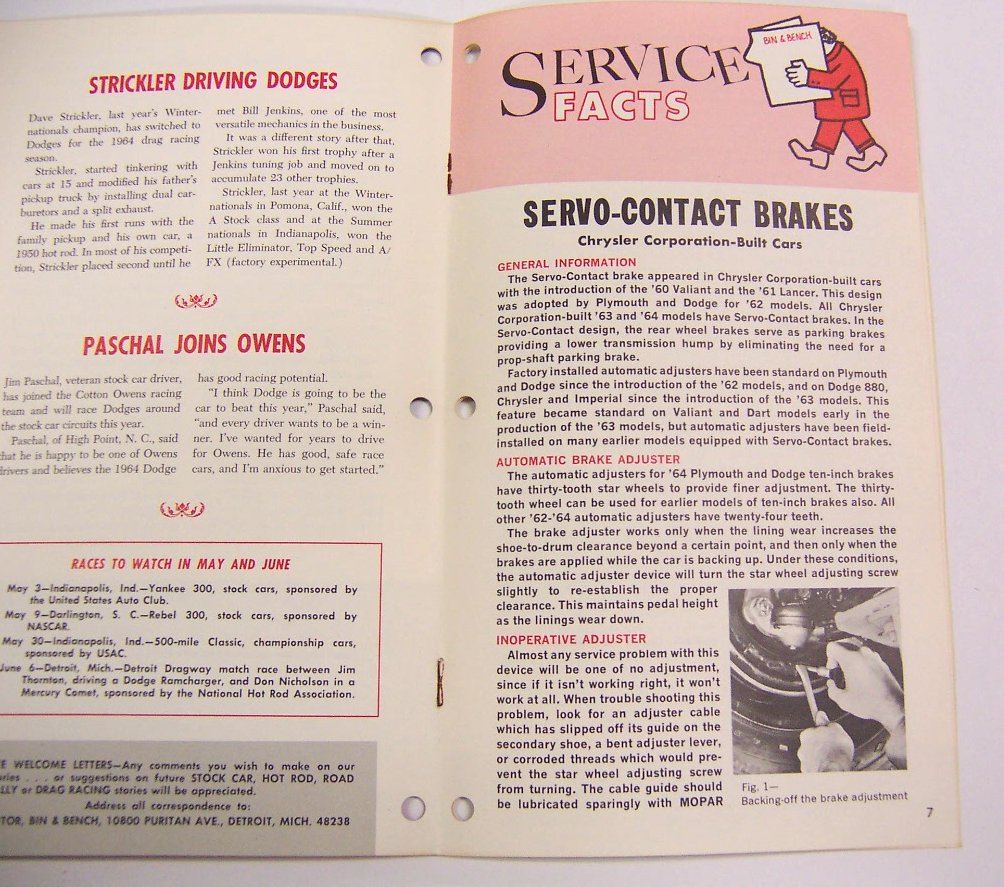 STRICKLER DRIVING DODGES
Dave Strickler, last year's Winter-
nationals champion, has switched to
Dodges for the 1964 drag racing
season.
Strickler, started tinkering with
cars at 15 and modified his father's
pickup truck by installing dual car-
buretors and a split exhaust.
He made his first runs with the
family pickup and his own car, a
1950 hot rod. In most of his competi-
tion, Strickler placed second until he
met Bill Jenkins, one of the most
versatile mechanics in the business.
It was a different story after that,
Strickler won his first trophy after a
Jenkins tuning job and moved on to
accumulate 23 other trophies.
Strickler, last year at the Winter-
nationals in Pomona, Calif., won the
A Stock class and at the Summer
nationals in Indianapolis, won the
Little Eliminator, Top Speed and A/
FX (factory experimental.)
PASCHAL JOINS OWENS
Jim Paschal, veteran stock car driver,
has joined the Cotton Owens racing
team and will race Dodges around
the stock car circuits this year.
Paschal, of High Point, N. C., said
that he is happy to be one of Owens
drivers and believes the 1964 Dodge
has good racing potential.
"I think Dodge is going to be the
car to beat this year," Paschal said,
"and every driver wants to be a win-
ner. I've wanted for years to drive
for Owens. He has good, safe race
cars, and I'm anxious to get started."
RACES TO WATCH IN MAY AND JUNE
May 3—Indianapolis, Ind.—Yankee 300, stock cars, sponsored by
the United States Auto Club.
May 9—Darlington, S. C.—Rebel 300, stock cars, sponsored by
NASCAR.
May 30—Indianapolis, Ind.—500-mile Classic, championship cars,
sponsored by USAC.
June 6—Detroit, Mich.—Detroit Dragway match race between Jim
Thornton, driving a Dodge Ramcharger, and Don Nicholson in a
Mercury Comet, sponsored by the National Hot Rod Association.
WELCOME LETTERS—Any comments you wish to make on our
. . . or suggestions on future STOCK CAR, HOT ROD, ROAD
or DRAG RACING stories will be appreciated.
Address all correspondence to:
BIN & BENCH, 10800 PURITAN AVE., DETROIT, MICH. 48238
SERVICE
FACTS
BIN & BENCH
SERVO-CONTACT BRAKES
Chrysler Corporation-Built Cars
GENERAL INFORMATION
The Servo-Contact brake appeared in Chrysler Corporation-built cars
with the introduction of the '60 Valiant and the '61 Lancer. This design
was adopted by Plymouth and Dodge for '62 models. All Chrysler
Corporation-built '63 and '64 models have Servo-Contact brakes. In the
Servo-Contact design, the rear wheel brakes serve as parking brakes
providing a lower transmission hump by eliminating the need for a
prop-shaft parking brake.
Factory installed automatic adjusters have been standard on Plymouth
and Dodge since the introduction of the '62 models, and on Dodge 880,
Chrysler and Imperial since the introduction of the '63 models. This
feature became standard on Valiant and Dart models early in the
production of the '63 models, but automatic adjusters have been field-
installed on many earlier models equipped with Servo-Contact brakes.
AUTOMATIC BRAKE ADJUSTER
The automatic adjusters for '64 Plymouth and Dodge ten-inch brakes
have thirty-tooth star wheels to provide finer adjustment. The thirty-
tooth wheel can be used for earlier models of ten-inch brakes also. All
other '62-'64 automatic adjusters have twenty-four teeth.
The brake adjuster works only when the lining wear increases the
shoe-to-drum clearance beyond a certain point, and then only when the
brakes are applied while the car is backing up. Under these conditions,
the automatic adjuster device will turn the star wheel adjusting screw
slightly to re-establish the proper
clearance. This maintains pedal height
as the linings wear down.
INOPERATIVE ADJUSTER
Almost any service problem with this
device will be one of no adjustment,
since if it isn't working right, it won't
work at all. When trouble shooting this
problem, look for an adjuster cable
which has slipped off its guide on the
secondary shoe, a bent adjuster lever,
or corroded threads which would pre-
vent the star wheel adjusting screw
from turning. The cable guide should
be lubricated sparingly with MOPAR
Fig. 1—
Backing-off the brake adjustment
7